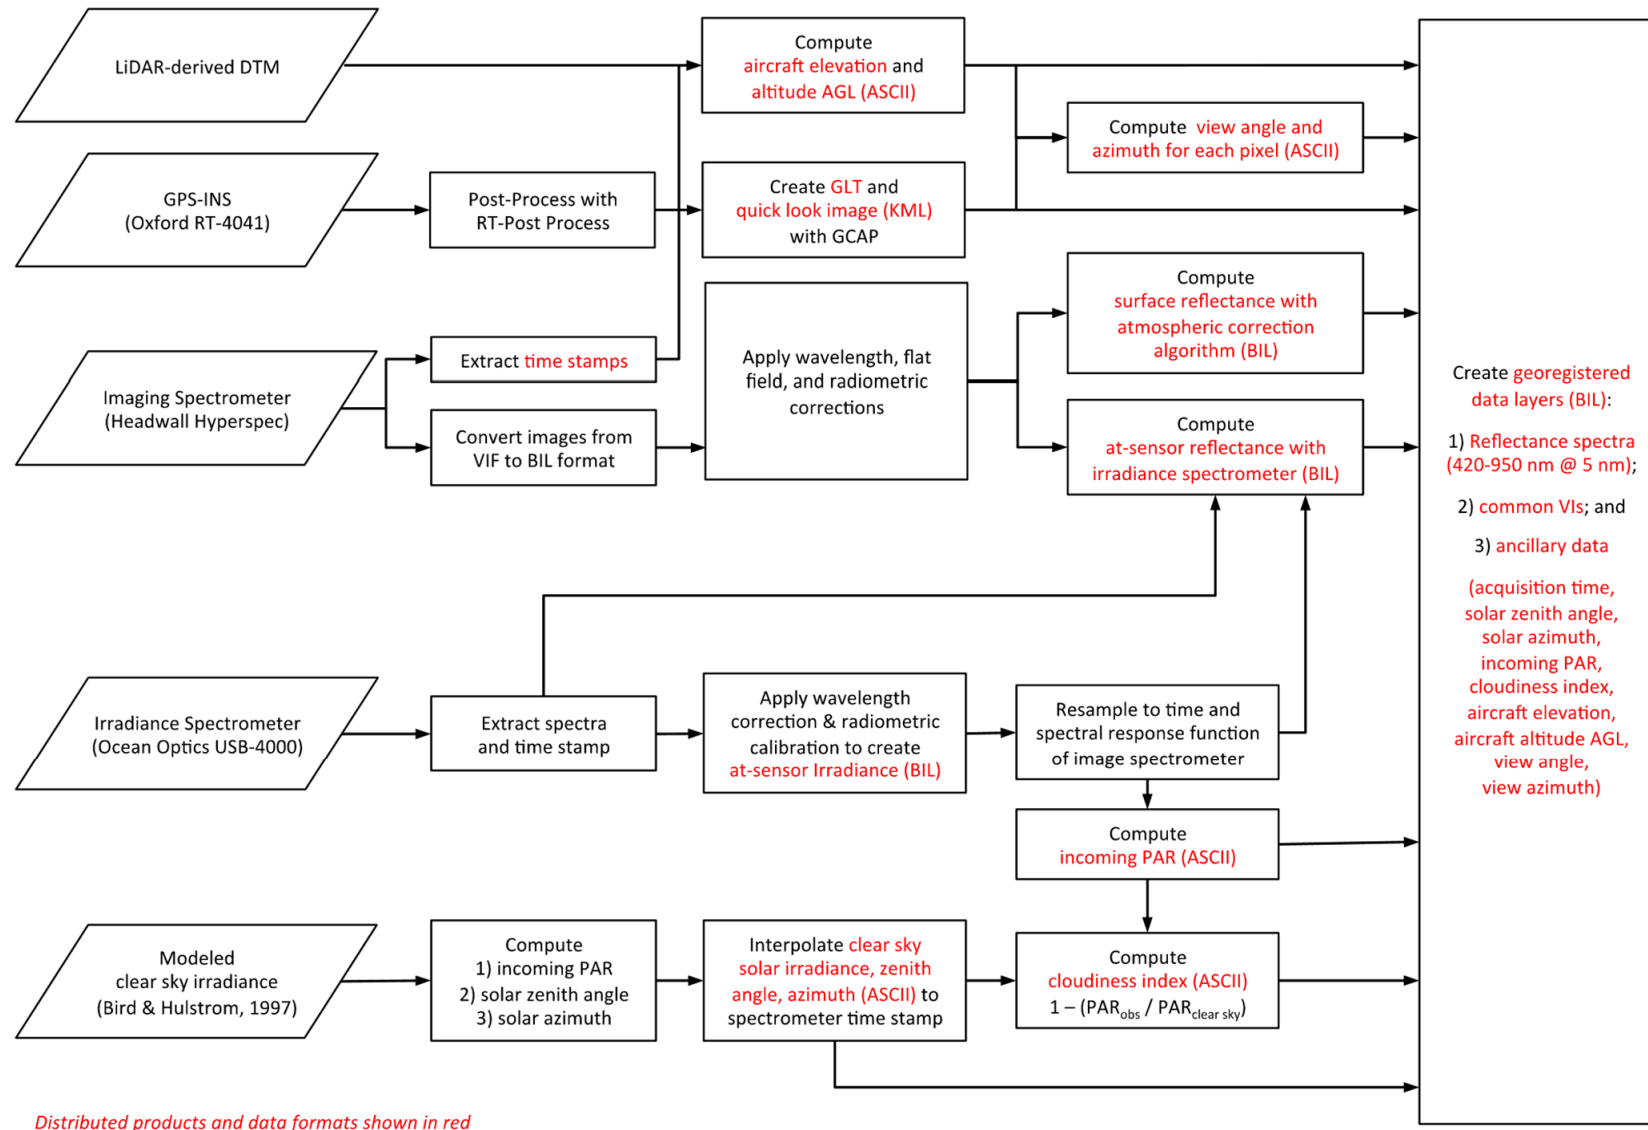 LiDAR-derived DTM
Compute
aircraft elevation and
altitude AGL (ASCII)
Compute view angle and
azimuth for each pixel (ASCII)
GPS-INS
(Oxford RT-4041)
Post-Process with
RT-Post Process
Create GLT and
quick look image (KML)
with GCAP
Imaging Spectrometer
(Headwall Hyperspec)
Extract time stamps
Convert images from
VIF to BIL format
Apply wavelength, flat
field, and radiometric
corrections
Compute
surface reflectance with
atmospheric correction
algorithm (BIL)
Compute
at-sensor reflectance with
irradiance spectrometer (BIL)
Irradiance Spectrometer
(Ocean Optics USB-4000)
Extract spectra
and time stamp
Apply wavelength
correction & radiometric
calibration to create
at-sensor Irradiance (BIL)
Resample to time and
spectral response function
of image spectrometer
Compute
incoming PAR (ASCII)
Modeled
clear sky irradiance
(Bird & Hulstrom, 1997)
Compute
1) incoming PAR
2) solar zenith angle
3) solar azimuth
Interpolate clear sky
solar irradiance, zenith
angle, azimuth (ASCII) to
spectrometer time stamp
Compute
cloudiness index (ASCII)
1 – (PARobs / PARclear sky)
Create georegistered
data layers (BIL):
1) Reflectance spectra
(420-950 nm @ 5 nm);
2) common VIs; and
3) ancillary data
(acquisition time,
solar zenith angle,
solar azimuth,
incoming PAR,
cloudiness index,
aircraft elevation,
aircraft altitude AGL,
view angle,
view azimuth)
Distributed products and data formats shown in red